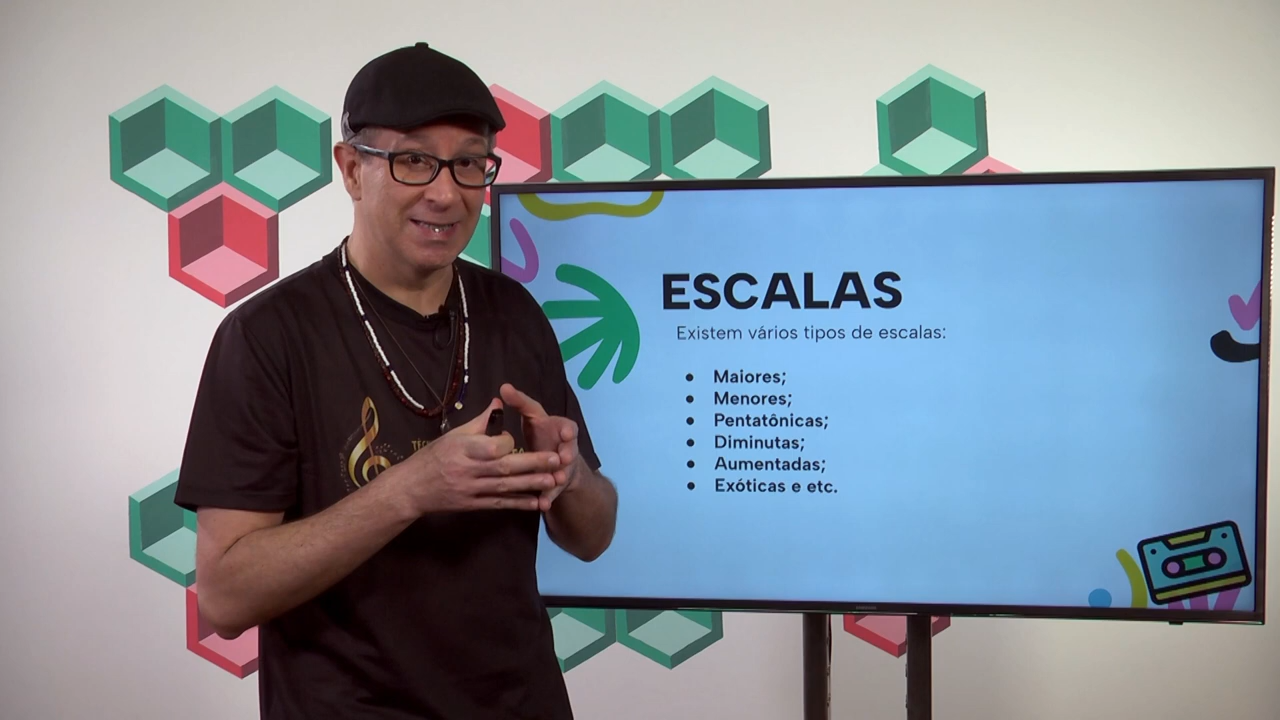 ESCALAS
Existem vários tipos de escalas:
• Maiores;
• Menores;
• Pentatônicas;
• Diminutas;
• Aumentadas;
• Exóticas e etc.